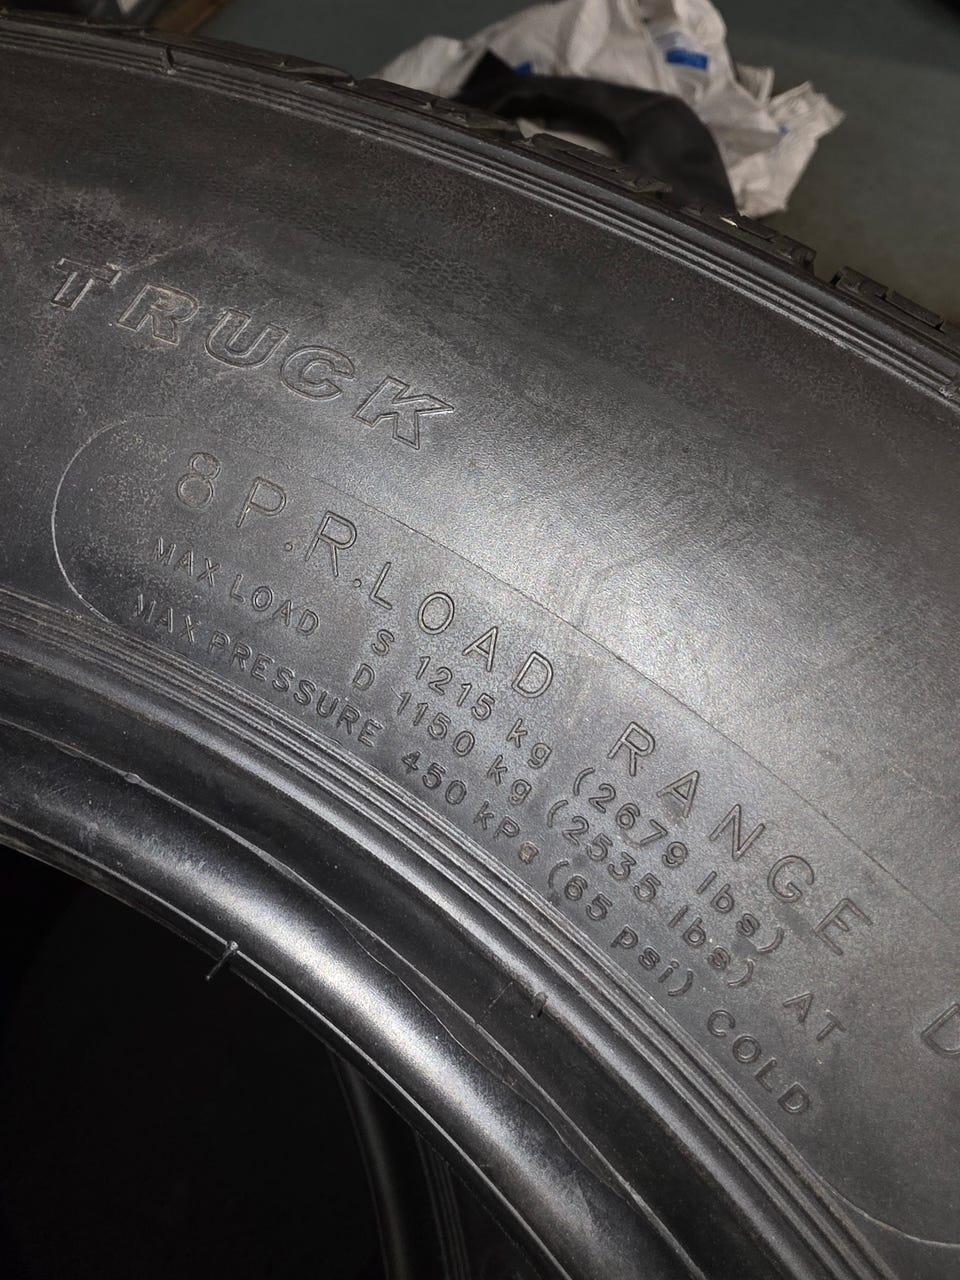 TRUCK
8 P.R. LOAD RANGE D
MAX LOAD S 1215 kg (2679 lbs) AT
D 1150 kg (2535 lbs)
MAX PRESSURE 450 kPa (65 psi) COLD